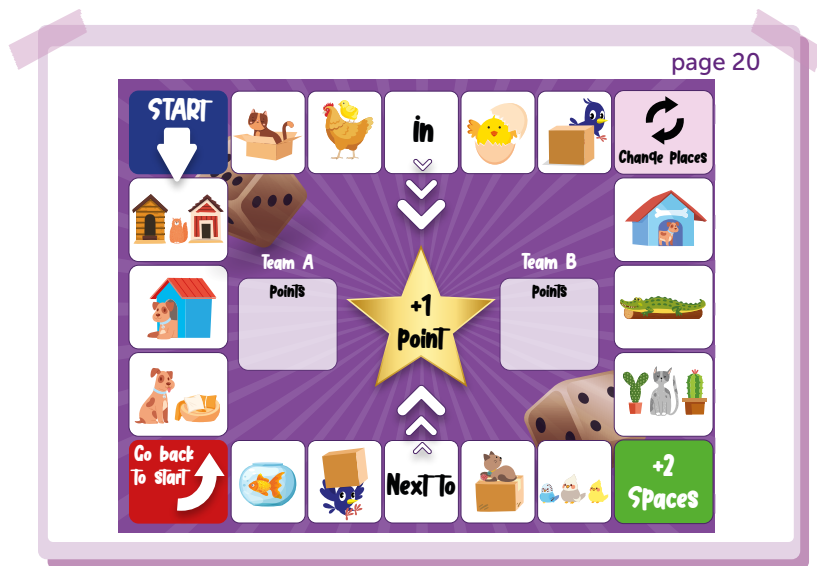 page 20
START
in
Change Places
Team A
Team B
Points
Points
+1
Point
Go back
to start
Next to
+2
Spaces